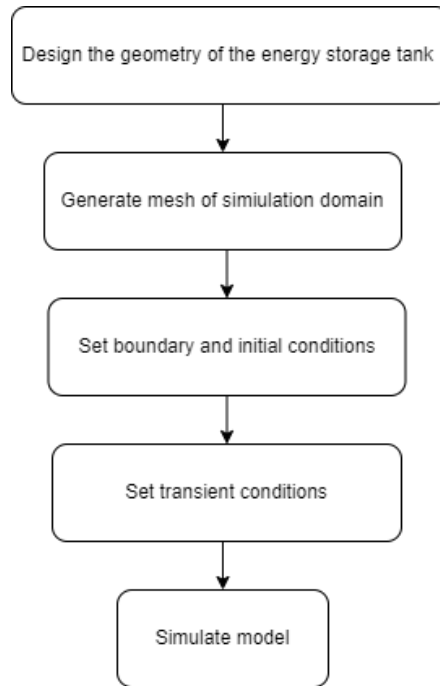 Design the geometry of the energy storage tank
Generate mesh of simiulation domain
Set boundary and initial conditions
Set transient conditions
Simulate model